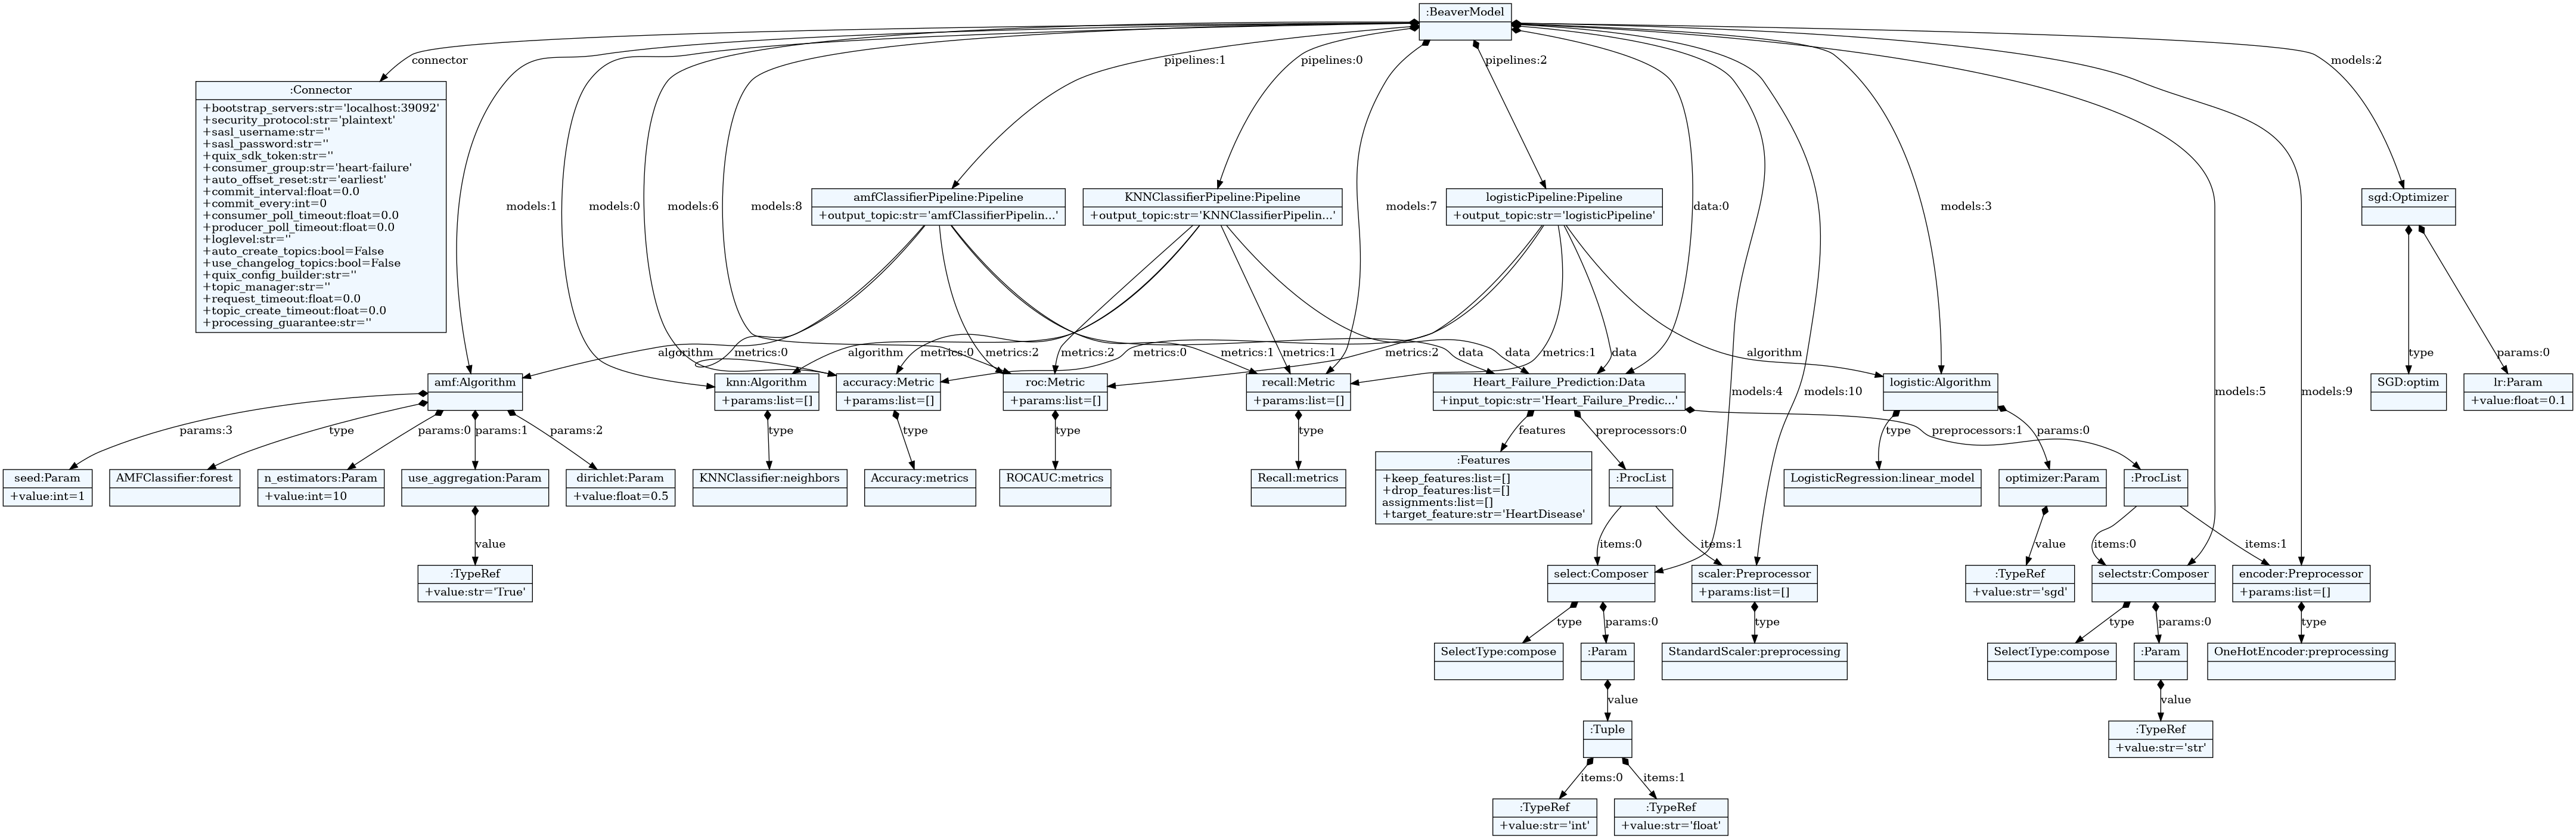 :BeaverModel
connector
pipelines:1
pipelines:0
pipelines:2
models:2
:Connector
+bootstrap_servers:str='localhost:39092'
+security_protocol:str='plaintext'
+sasl_username:str=''
+sasl_password:str=''
+quix_sdk_token:str=''
+consumer_group:str='heart-failure'
+auto_offset_reset:str='earliest'
+commit_interval:float=0.0
+commit_every:int=0
+consumer_poll_timeout:float=0.0
+producer_poll_timeout:float=0.0
+loglevel:str=''
+auto_create_topics:bool=False
+use_changelog_topics:bool=False
+quix_config_builder:str=''
+topic_manager:str=''
+request_timeout:float=0.0
+topic_create_timeout:float=0.0
+processing_guarantee:str=''
models:1
models:0
models:6
models:8
amfClassifierPipeline:Pipeline
+output_topic:str='amfClassifierPipelin...'
KNNClassifierPipeline:Pipeline
+output_topic:str='KNNClassifierPipelin...'
models:7
logisticPipeline:Pipeline
+output_topic:str='logisticPipeline'
data:0
models:3
sgd:Optimizer
algorithm
metrics:0
algorithm
metrics:0
metrics:2
metrics:2
metrics:0
metrics:1
metrics:1
metrics:2
data
data
metrics:1
data
algorithm
type
params:0
amf:Algorithm
knn:Algorithm
+params:list=[]
accuracy:Metric
+params:list=[]
roc:Metric
+params:list=[]
recall:Metric
+params:list=[]
Heart_Failure_Prediction:Data
+input_topic:str='Heart_Failure_Predic...'
models:4
models:10
logistic:Algorithm
models:5
models:9
SGD:optim
lr:Param
+value:float=0.1
params:3
type
params:0
params:1
params:2
type
type
type
type
features
preprocessors:0
type
preprocessors:1
params:0
seed:Param
+value:int=1
AMFClassifier:forest
n_estimators:Param
+value:int=10
use_aggregation:Param
dirichlet:Param
+value:float=0.5
KNNClassifier:neighbors
Accuracy:metrics
ROCAUC:metrics
Recall:metrics
:Features
+keep_features:list=[]
+drop_features:list=[]
assignments:list=[]
+target_feature:str='HeartDisease'
:ProcList
LogisticRegression:linear_model
optimizer:Param
:ProcList
value
items:0
items:1
value
items:0
items:1
:TypeRef
+value:str='True'
select:Composer
scaler:Preprocessor
+params:list=[]
:TypeRef
+value:str='sgd'
selectstr:Composer
encoder:Preprocessor
+params:list=[]
type
params:0
type
type
params:0
type
SelectType:compose
:Param
StandardScaler:preprocessing
SelectType:compose
:Param
OneHotEncoder:preprocessing
value
value
:Tuple
:TypeRef
+value:str='str'
items:0
items:1
:TypeRef
+value:str='int'
:TypeRef
+value:str='float'